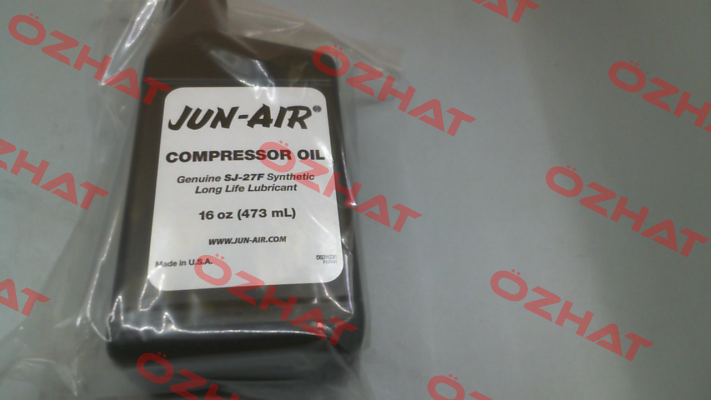 JUN-AIR®
COMPRESSOR OIL
Genuine SJ-27F Synthetic
Long Life Lubricant
16 oz (473 mL)
WWW.JUN-AIR.COM
Made in U.S.A.
ÖZHAT
ÖZHAT
ÖZHAT
ÖZHAT
ÖZHAT
ÖZHAT
ÖZHAT
ÖZHAT
ÖZHAT